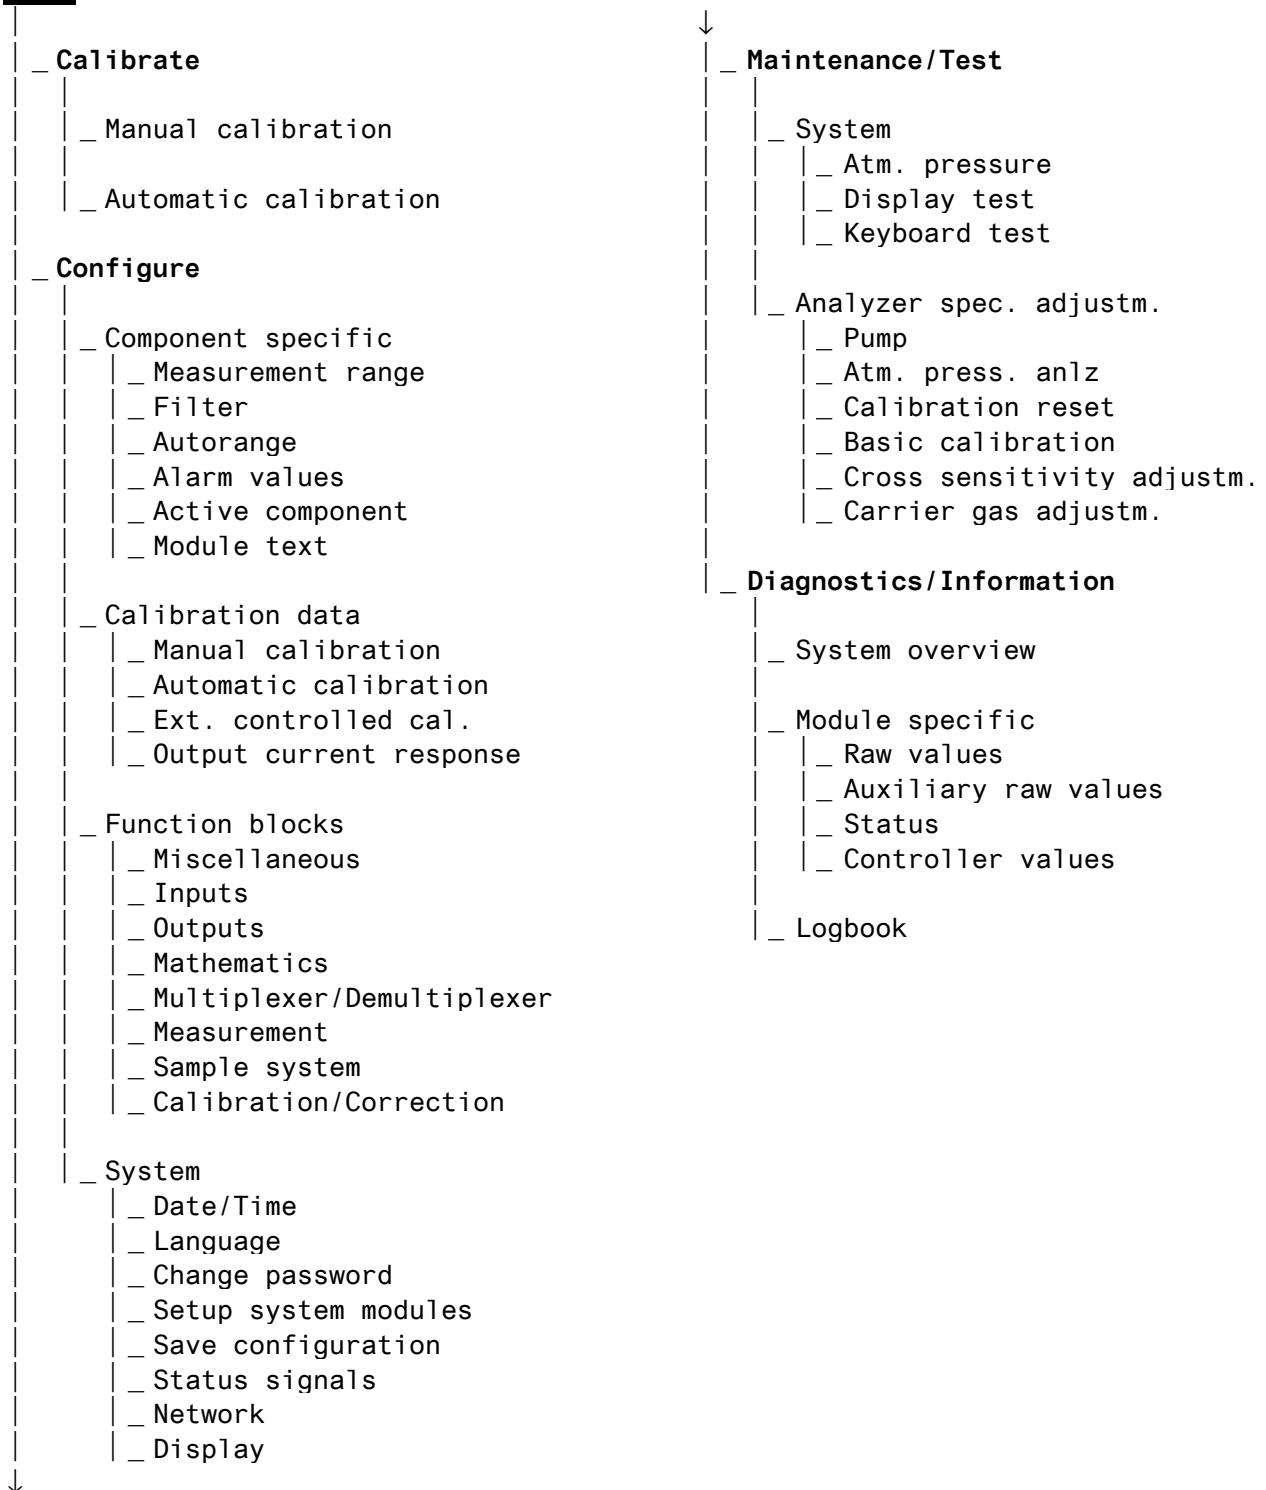 Calibrate
Manual calibration
Automatic calibration
Configure
Component specific
Measurement range
Filter
Autorange
Alarm values
Active component
Module text
Calibration data
Manual calibration
Automatic calibration
Ext. controlled cal.
Output current response
Function blocks
Miscellaneous
Inputs
Outputs
Mathematics
Multiplexer/Demultiplexer
Measurement
Sample system
Calibration/Correction
System
Date/Time
Language
Change password
Setup system modules
Save configuration
Status signals
Network
Display
Maintenance/Test
System
Atm. pressure
Display test
Keyboard test
Analyzer spec. adjustm.
Pump
Atm. press. anlz
Calibration reset
Basic calibration
Cross sensitivity adjustm.
Carrier gas adjustm.
Diagnostics/Information
System overview
Module specific
Raw values
Auxiliary raw values
Status
Controller values
Logbook